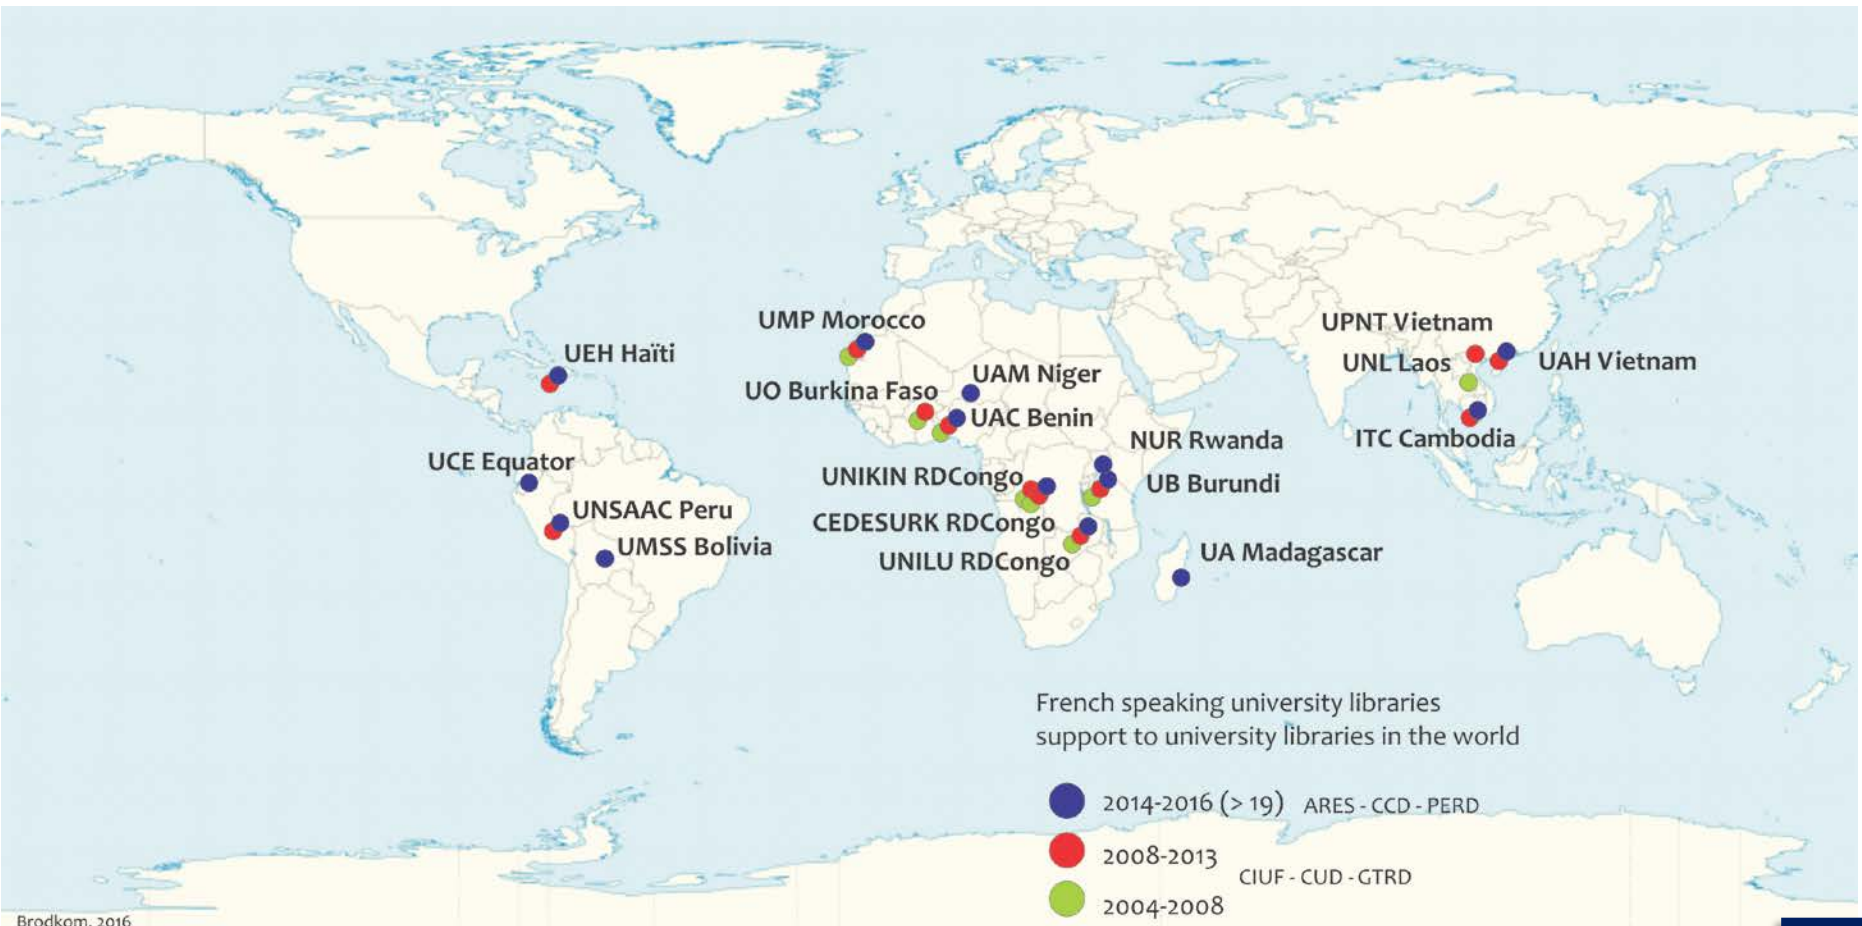 UMP Morocco
UPNT Vietnam
UEH Haïti
UNL Laos
UAH Vietnam
UAM Niger
UO Burkina Faso
UAC Benin
ITC Cambodia
NUR Rwanda
UCE Equator
UNIKIN RDCongo
UB Burundi
UNSAAC Peru
CEDESURK RDCongo
UMSS Bolivia
UA Madagascar
UNILU RDCongo
French speaking university libraries
support to university libraries in the world
2014-2016 (> 19) ARES - CCD - PERD
2008-2013
CIUF - CUD - GTRD
2004-2008
Brodkom, 2016